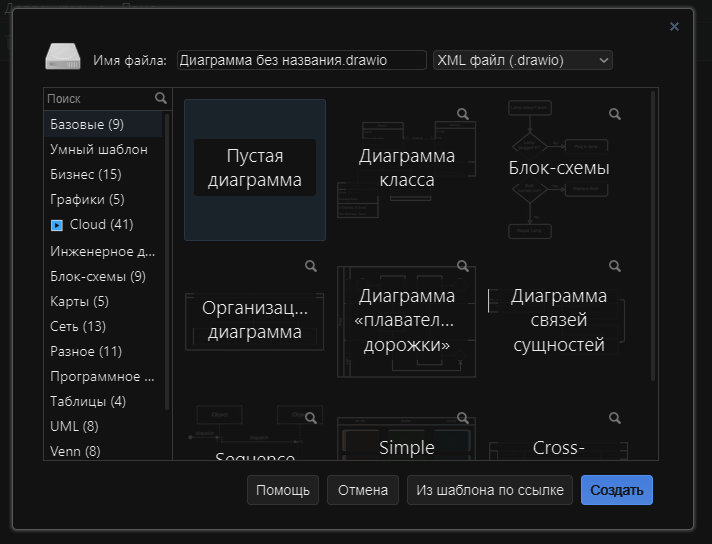 Имя файла:
Диаграмма без названия.drawio
XML файл (.drawio)
Поиск
Базовые (9)
Умный шаблон
Бизнес (15)
Графики (5)
Cloud (41)
Инженерное д...
Блок-схемы (9)
Карты (5)
Сеть (13)
Разное (11)
Программное ...
Таблицы (4)
UML (8)
Venn (8)
Пустая
диаграмма
Диаграмма
класса
Блок-схемы
Организац...
диаграмма
Диаграмма
«плавател...
дорожки»
Диаграмма
связей
сущностей
Sequence
Simple
Cross-
Помощь
Отмена
Из шаблона по ссылке
Создать